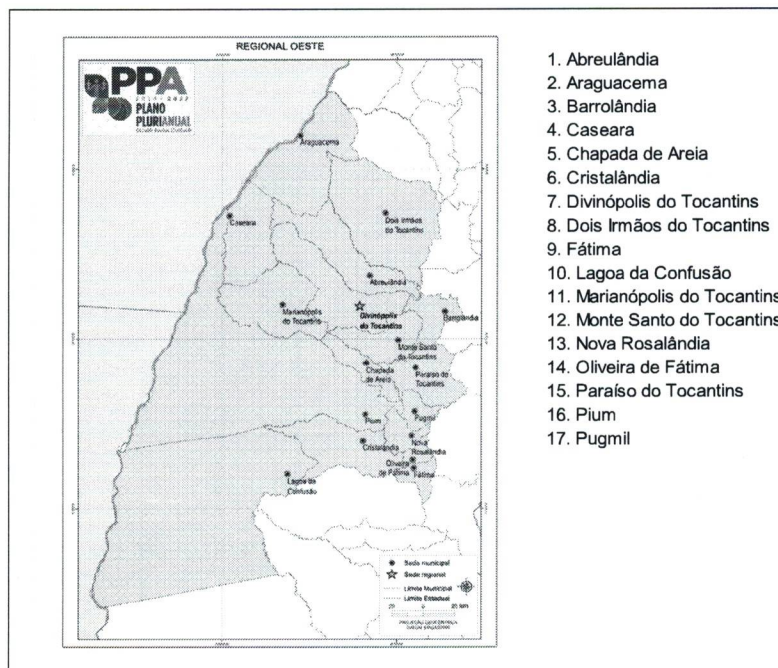 REGIONAL OESTE
PPA
PLANO
PLURIANUAL
Araguacema
Caseara
Dois Irmãos
do Tocantins
Abreulândia
Marianópolis
do Tocantins
Divinópolis
do Tocantins
Barrolândia
Monte Santo
do Tocantins
Chapada
de Areia
Paraíso do
Tocantins
Pium
Pugmil
Cristalândia
Nova
Rosalândia
Oliveira
de Fátima
Fátima
Lagoa da
Confusão
Sede municipal
Sede regional
Limite Municipal
Limite Estadual
1. Abreulândia
2. Araguacema
3. Barrolândia
4. Caseara
5. Chapada de Areia
6. Cristalândia
7. Divinópolis do Tocantins
8. Dois Irmãos do Tocantins
9. Fátima
10. Lagoa da Confusão
11. Marianópolis do Tocantins
12. Monte Santo do Tocantins
13. Nova Rosalândia
14. Oliveira de Fátima
15. Paraíso do Tocantins
16. Pium
17. Pugmil